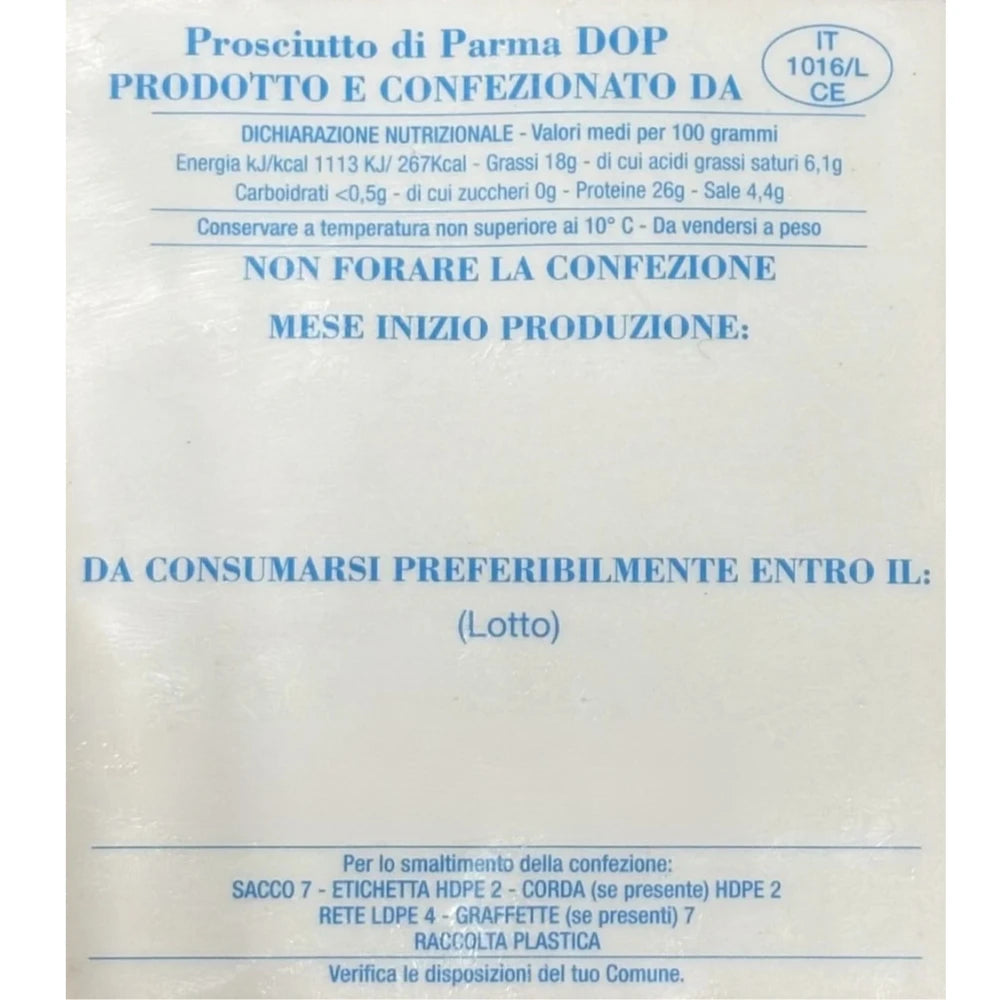 Prosciutto di Parma DOP
PRODOTTO E CONFEZIONATO DA
IT
1016/L
CE
DICHIARAZIONE NUTRIZIONALE - Valori medi per 100 grammi
Energia kJ/kcal 1113 KJ/ 267Kcal - Grassi 18g - di cui acidi grassi saturi 6,1g
Carboidrati <0,5g - di cui zuccheri 0g - Proteine 26g - Sale 4,4g
Conservare a temperatura non superiore ai 10° C - Da vendersi a peso
NON FORARE LA CONFEZIONE
MESE INIZIO PRODUZIONE:
DA CONSUMARSI PREFERIBILMENTE ENTRO IL:
(Lotto)
Per lo smaltimento della confezione:
SACCO 7 - ETICHETTA HDPE 2 - CORDA (se presente) HDPE 2
RETE LDPE 4 - GRAFFETTE (se presenti) 7
RACCOLTA PLASTICA
Verifica le disposizioni del tuo Comune.